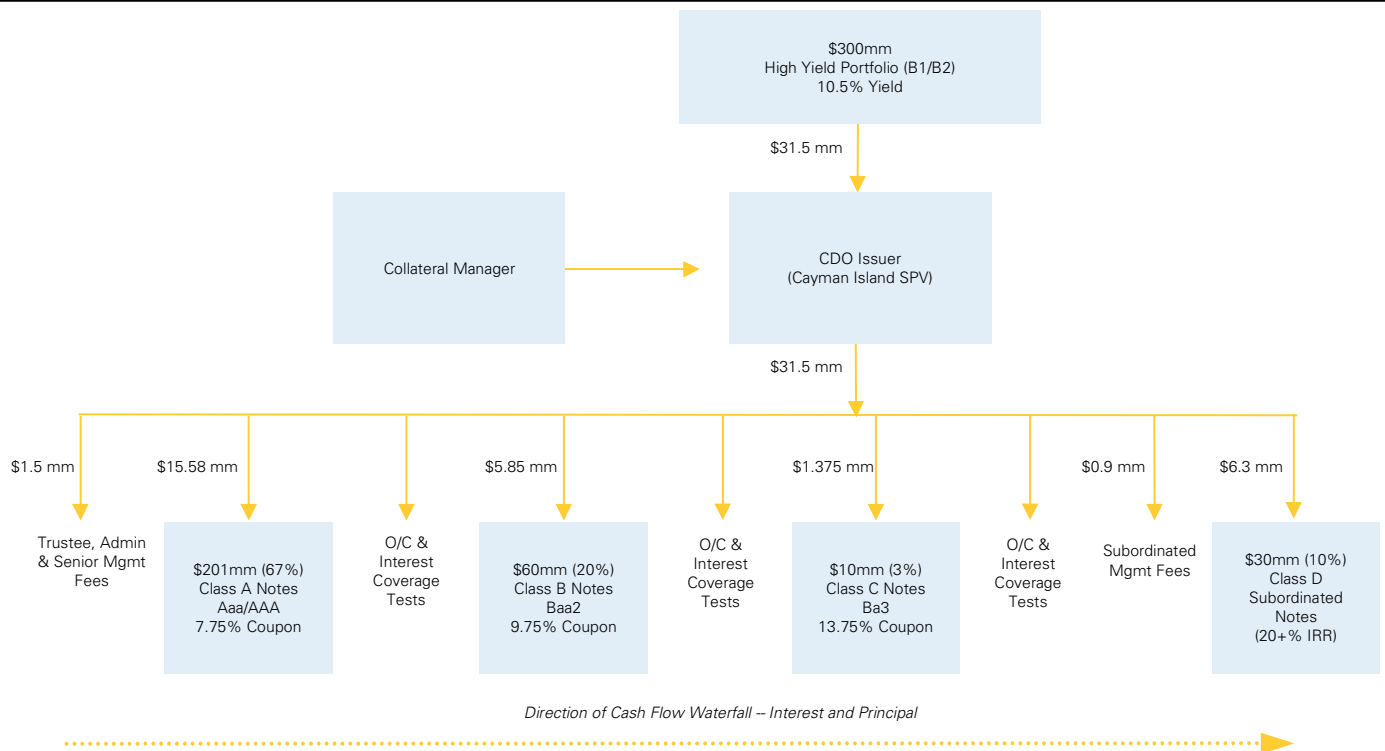 $300mm
High Yield Portfolio (B1/B2)
10.5% Yield
$31.5 mm
Collateral Manager
CDO Issuer
(Cayman Island SPV)
$31.5 mm
$1.5 mm
$15.58 mm
$5.85 mm
$1.375 mm
$0.9 mm
$6.3 mm
Trustee, Admin
& Senior Mgmt
Fees
$201mm (67%)
Class A Notes
Aaa/AAA
7.75% Coupon
O/C &
Interest
Coverage
Tests
$60mm (20%)
Class B Notes
Baa2
9.75% Coupon
O/C &
Interest
Coverage
Tests
$10mm (3%)
Class C Notes
Ba3
13.75% Coupon
O/C &
Interest
Coverage
Tests
Subordinated
Mgmt Fees
$30mm (10%)
Class D
Subordinated
Notes
(20+% IRR)
Direction of Cash Flow Waterfall -- Interest and Principal